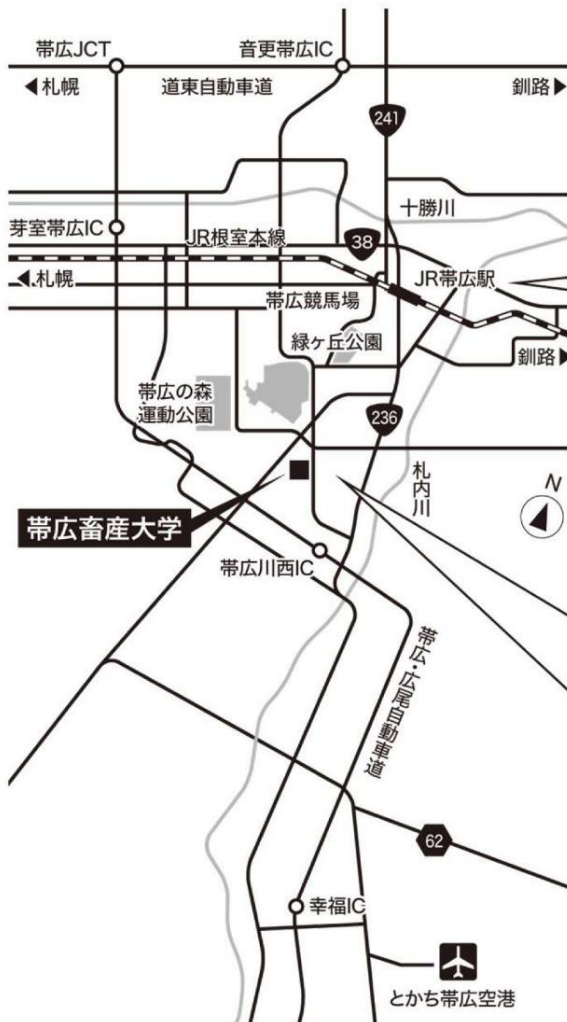 帯広JCT
音更帯広IC
札幌
道東自動車道
釧路
241
十勝川
芽室帯広IC
JR根室本線
38
札幌
JR帯広駅
帯広競馬場
緑ヶ丘公園
釧路
帯広の森
運動公園
236
札内川
N
帯広畜産大学
帯広川西IC
帯広・広尾自動車道
62
幸福IC
とかち帯広空港